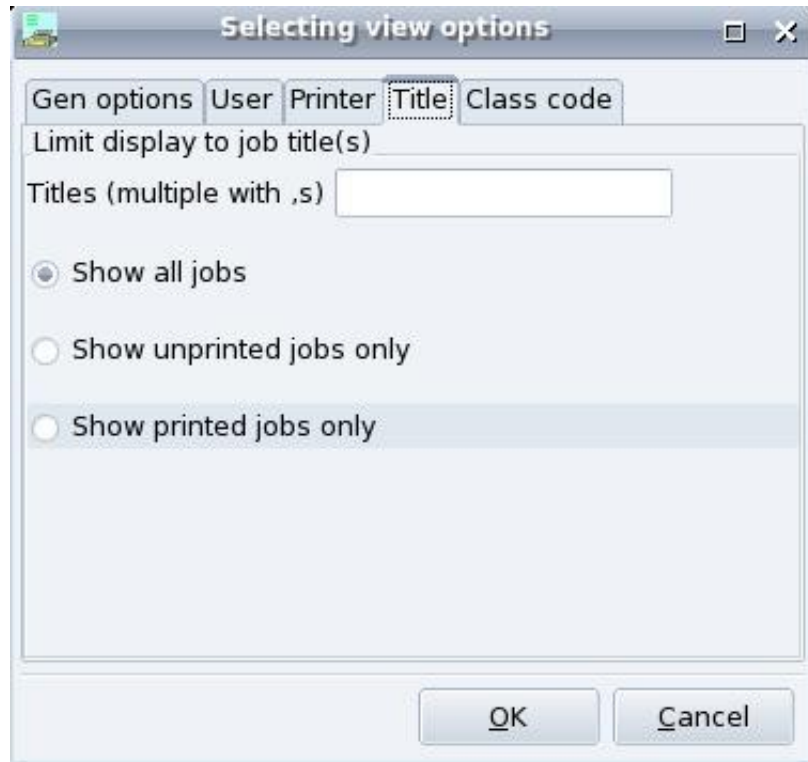 Selecting view options
Gen options User Printer Title Class code
Limit display to job title(s)
Titles (multiple with ,s)
Show all jobs
Show unprinted jobs only
Show printed jobs only
OK Cancel